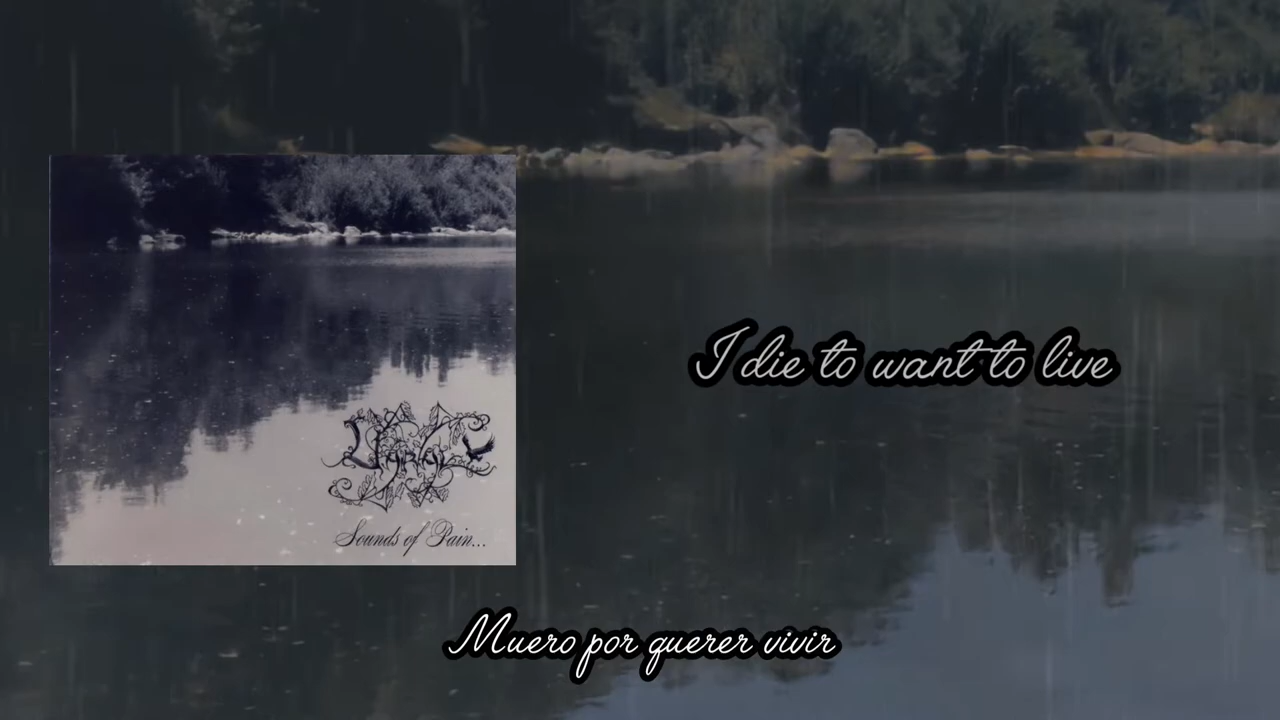 I die to want to live
Sounds of Pain...
Muero por querer vivir